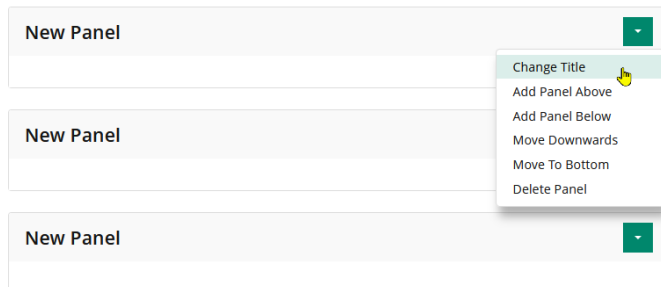 New Panel
Change Title
Add Panel Above
Add Panel Below
Move Downwards
Move To Bottom
Delete Panel
New Panel
New Panel